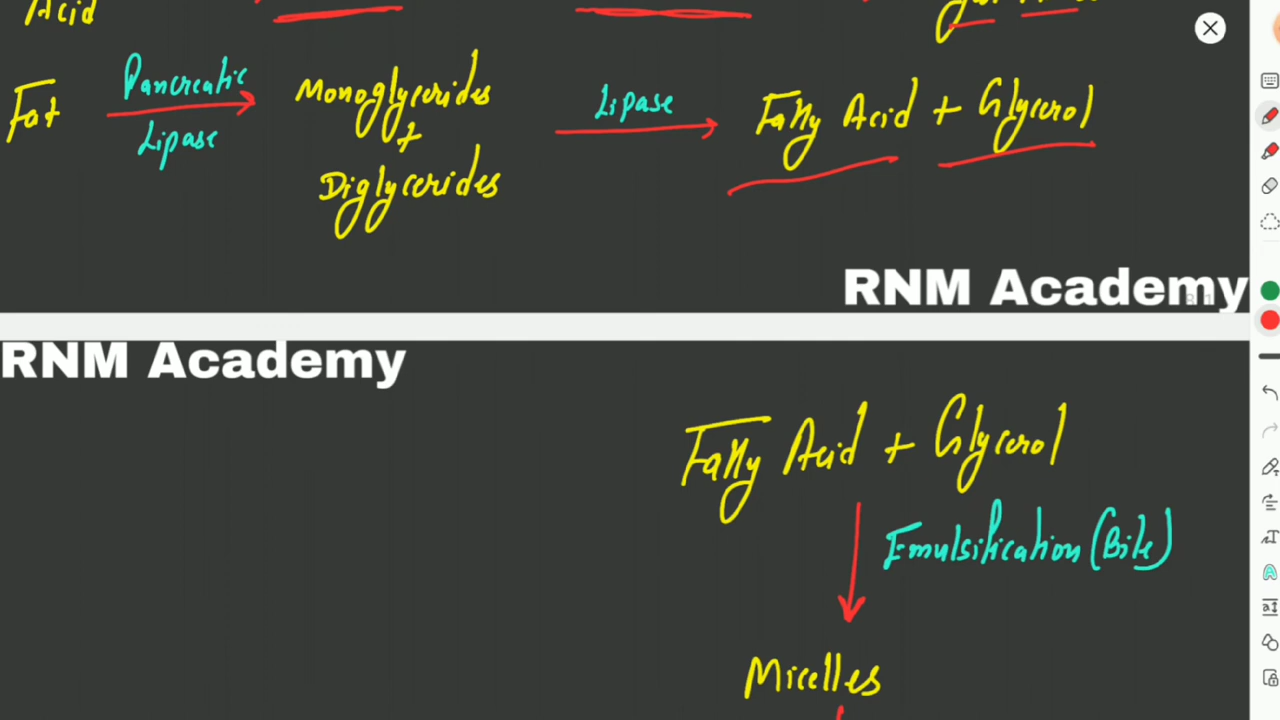 Acid
Fat Pancreatic Lipase Monoglycerides + Diglycerides Lipase Fatty Acid + Glycerol
RNM Academy
RNM Academy
Fatty Acid + Glycerol
Emulsification (Bile)
Micelles